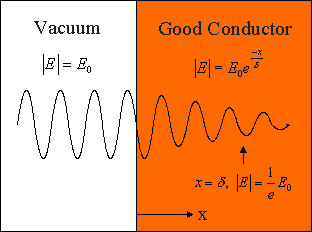 Vacuum Good Conductor
|E| = E₀ |E| = E₀e^(-x/δ)
x = δ, |E| = 1/e E₀
x